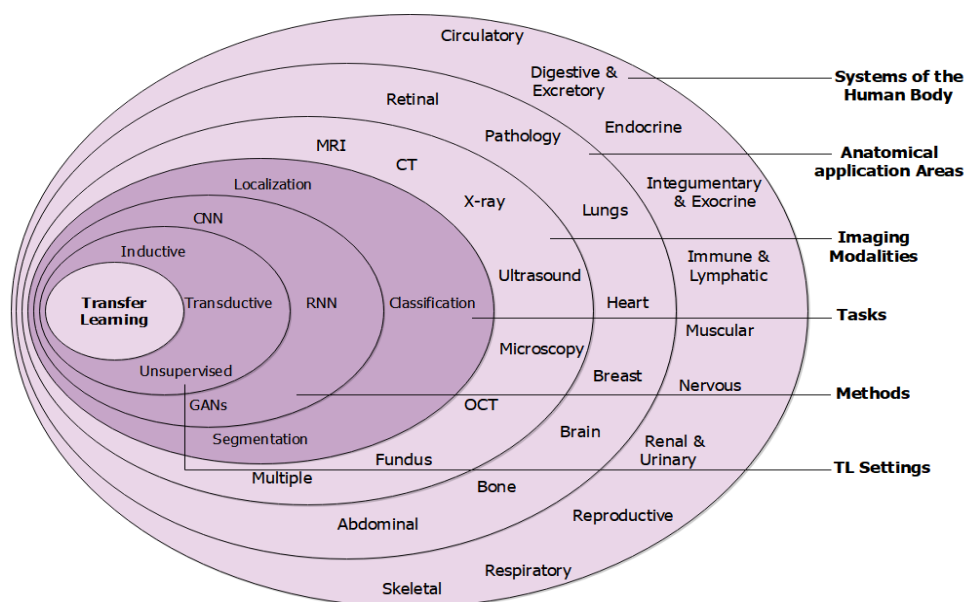 Circulatory
Digestive &
Excretory
Systems of the
Human Body
Retinal
Endocrine
Pathology
MRI
CT
Anatomical
application Areas
Localization
Integumentary
& Exocrine
X-ray
Lungs
CNN
Imaging
Modalities
Inductive
Immune &
Lymphatic
Ultrasound
Transfer
Learning
Transductive
RNN
Classification
Heart
Tasks
Muscular
Microscopy
Unsupervised
Breast
Nervous
Methods
GANs
OCT
Segmentation
Brain
Renal &
Urinary
Fundus
TL Settings
Multiple
Bone
Reproductive
Abdominal
Respiratory
Skeletal